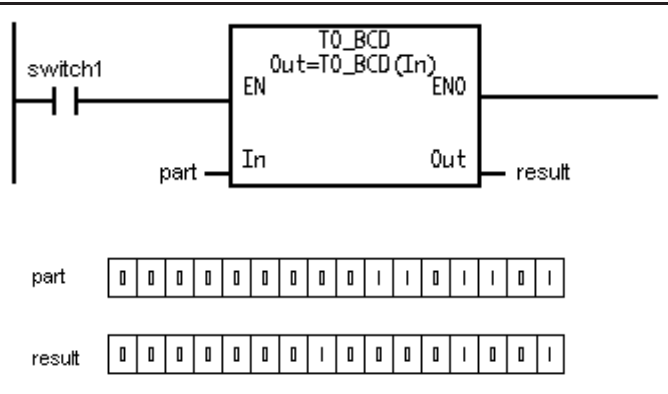 TO_BCD
Out=TO_BCD(In)
switch1
EN ENO
part In Out result
part 0 0 0 0 0 0 0 0 0 1 1 0 1 1 0 1
result 0 0 0 0 0 0 0 1 0 0 0 0 1 0 0 1